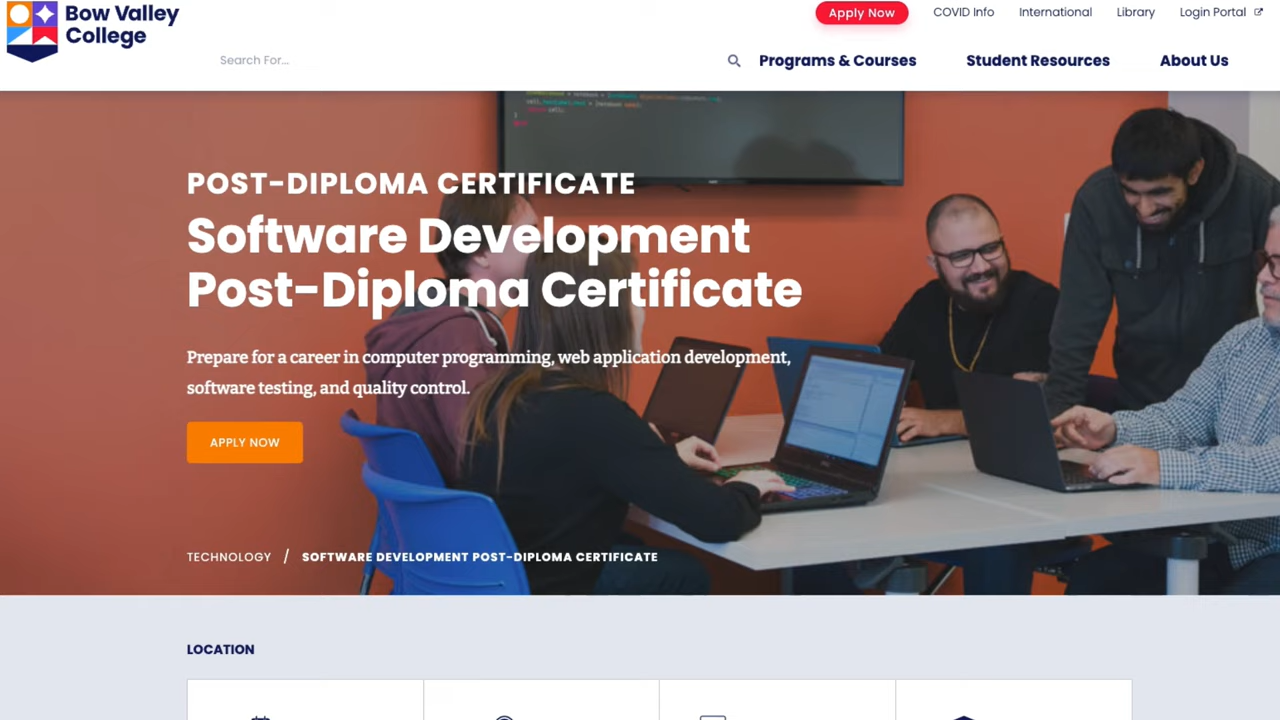 Bow Valley
College
Apply Now
COVID Info
International
Library
Login Portal
Search For...
Programs & Courses
Student Resources
About Us
POST-DIPLOMA CERTIFICATE
Software Development
Post-Diploma Certificate
Prepare for a career in computer programming, web application development,
software testing, and quality control.
APPLY NOW
TECHNOLOGY / SOFTWARE DEVELOPMENT POST-DIPLOMA CERTIFICATE
LOCATION